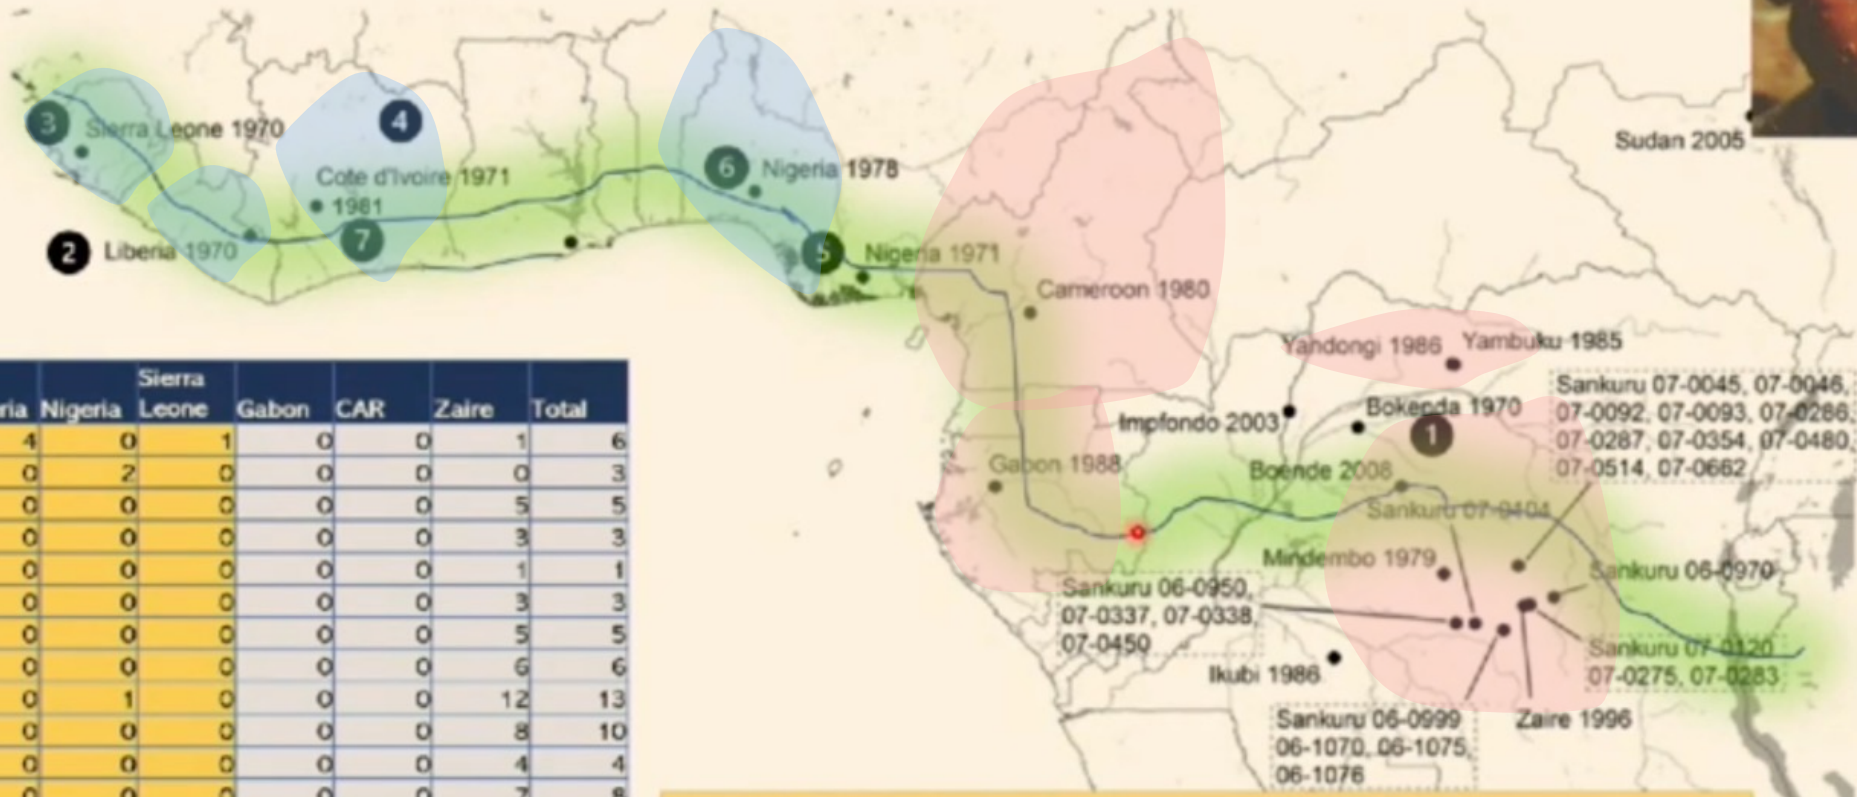 3
Sierra Leone 1970
4
Cote d'Ivoire 1971
1981
6
Nigeria 1978
2
Liberia 1970
7
5
Nigeria 1971
Cameroon 1980
Sudan 2005
Yandongi 1986
Yambuku 1985
Impfondo 2003
Bokenda 1970
1
Sankuru 07-0045, 07-0046,
07-0092, 07-0093, 07-0286,
07-0287, 07-0354, 07-0480,
07-0514, 07-0662
Gabon 1988
Boende 2008
Sankuru 07-0104
Mindembo 1979
Sankuru 06-0970
Sankuru 06-0950,
07-0337, 07-0338,
07-0450
Ikubi 1986
Sankuru 07-0120
07-0275, 07-0283
Sankuru 06-0999
06-1070, 06-1075,
06-1076
Zaire 1996
ria Nigeria Sierra Leone Gabon CAR Zaire Total
4 0 1 0 0 1 6
0 2 0 0 0 0 3
0 0 0 0 0 5 5
0 0 0 0 0 3 3
0 0 0 0 0 1 1
0 0 0 0 0 3 3
0 0 0 0 0 5 5
0 0 0 0 0 6 6
0 1 0 0 0 12 13
0 0 0 0 0 8 10
0 0 0 0 0 4 4
0 0 0 0 0 7 8